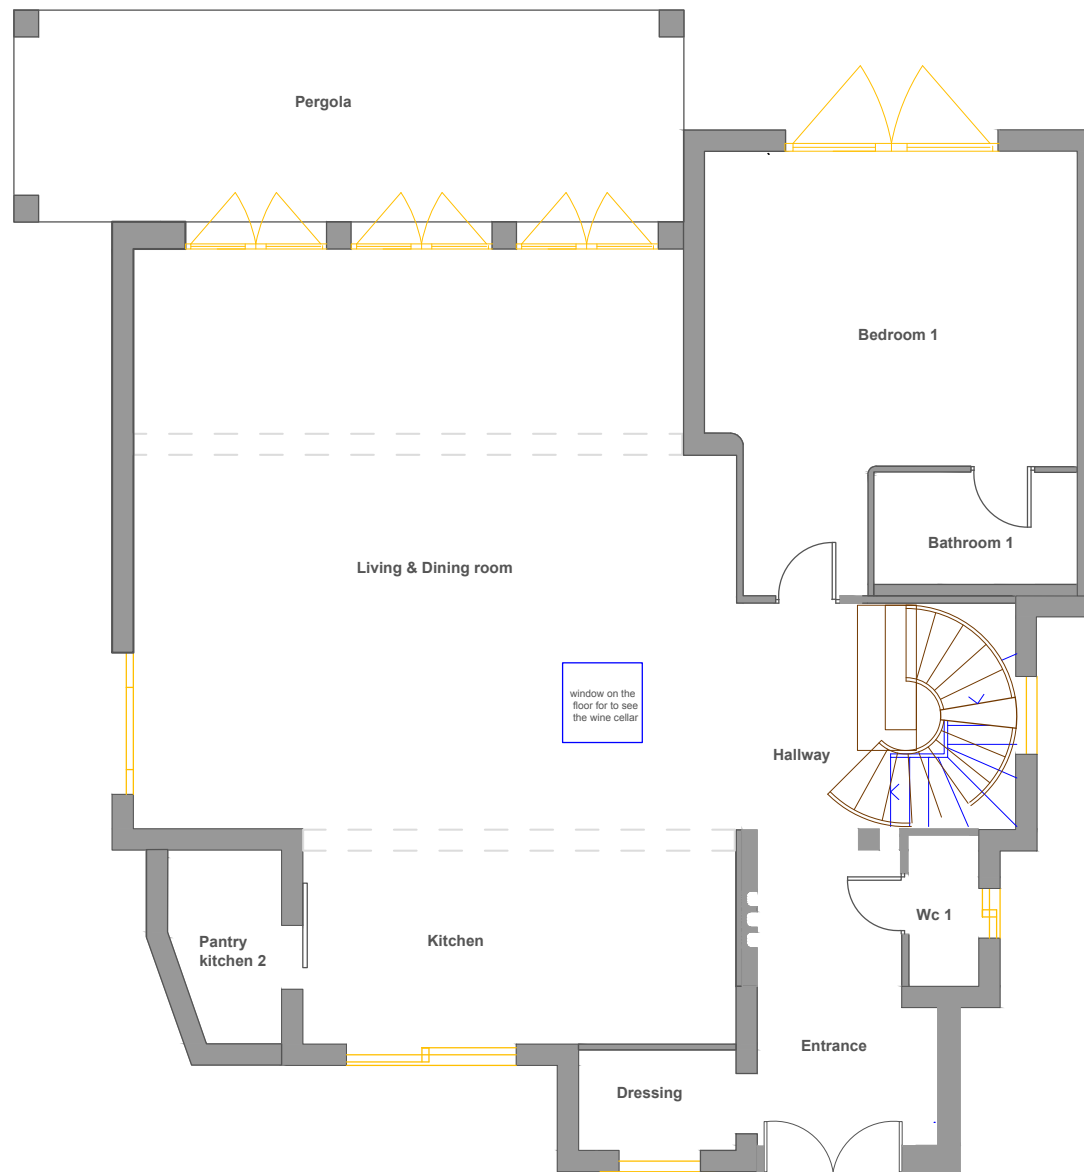 Pergola
Bedroom 1
Bathroom 1
Living & Dining room
window on the
floor for to see
the wine cellar
Hallway
Wc 1
Pantry
kitchen 2
Kitchen
Entrance
Dressing